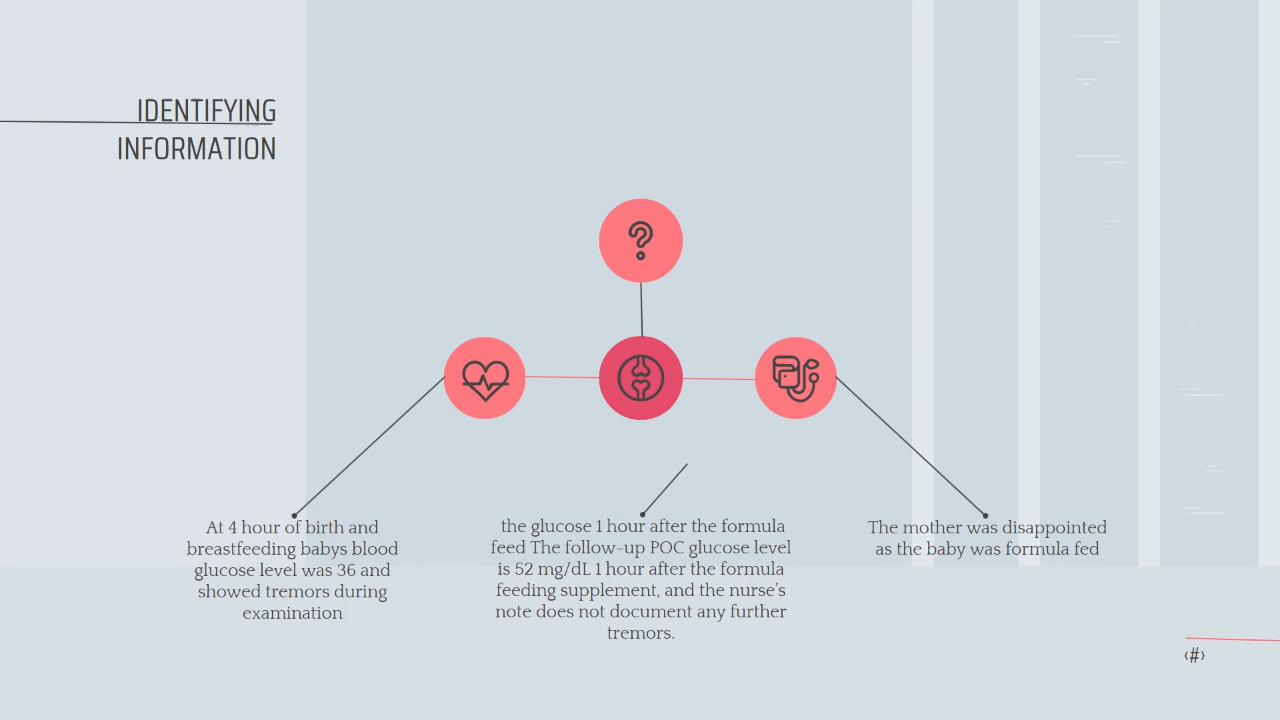 IDENTIFYING
INFORMATION
At 4 hour of birth and
breastfeeding babys blood
glucose level was 36 and
showed tremors during
examination
the glucose 1 hour after the formula
feed The follow-up POC glucose level
is 52 mg/dL 1 hour after the formula
feeding supplement, and the nurse’s
note does not document any further
tremors.
The mother was disappointed
as the baby was formula fed
‹#›